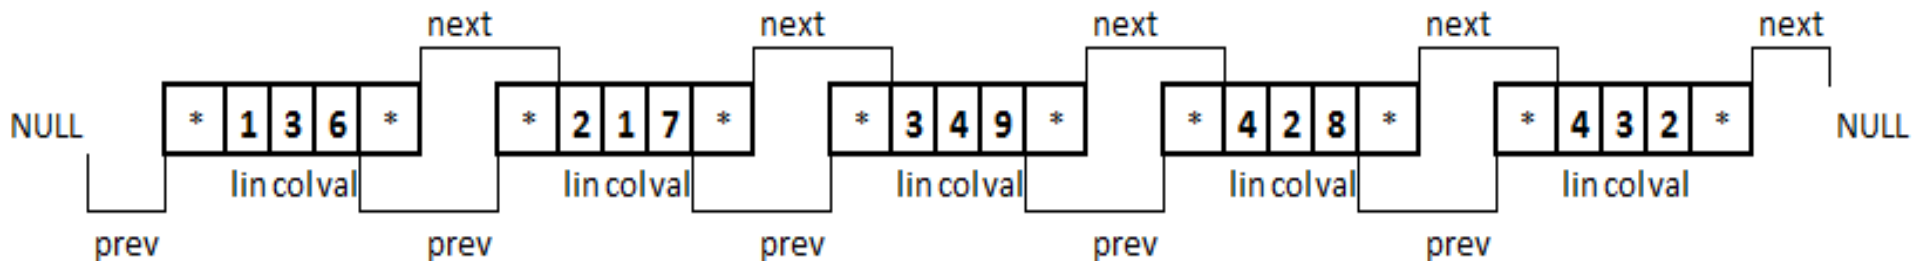 next next next next next
NULL * 1 3 6 * * 2 1 7 * * 3 4 9 * * 4 2 8 * * 4 3 2 * NULL
lin col val lin col val lin col val lin col val lin col val
prev prev prev prev prev